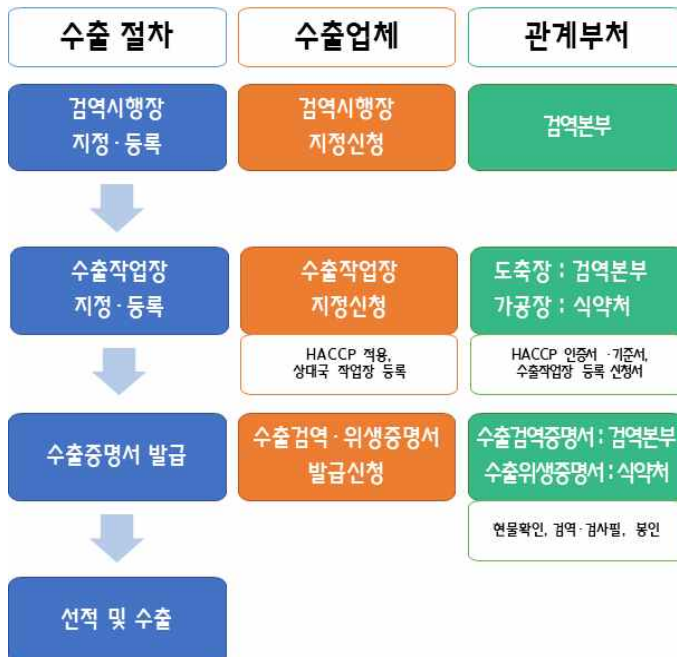 수출 절차
수출업체
관계부처
검역시행장
지정·등록
검역시행장
지정신청
검역본부
수출작업장
지정·등록
수출작업장
지정신청
도축장 : 검역본부
가공장 : 식약처
HACCP 적용,
상대국 작업장 등록
HACCP 인증서 ·기준서,
수출작업장 등록 신청서
수출증명서 발급
수출검역·위생증명서
발급신청
수출검역증명서 : 검역본부
수출위생증명서 : 식약처
현물확인, 검역·검사필, 봉인
선적 및 수출